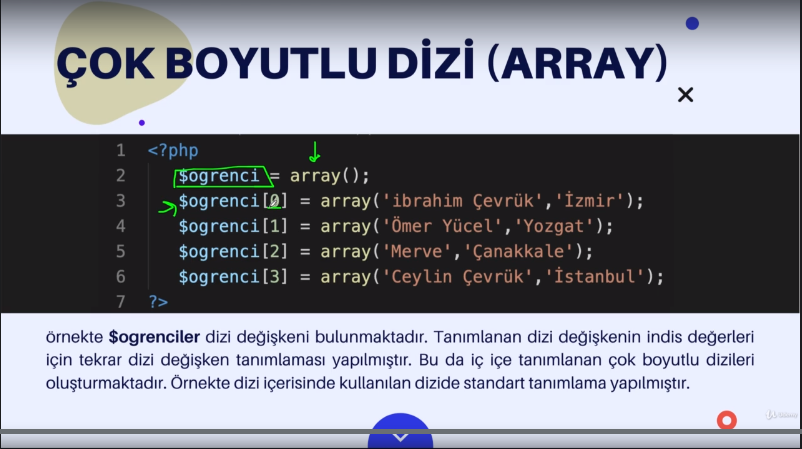 ÇOK BOYUTLU DİZİ (ARRAY)
1 <?php
2 $ogrenci = array();
3 $ogrenci[0] = array('ibrahim Çevrük','İzmir');
4 $ogrenci[1] = array('Ömer Yücel','Yozgat');
5 $ogrenci[2] = array('Merve','Çanakkale');
6 $ogrenci[3] = array('Ceylin Çevrük','İstanbul');
7 ?>
örnekte $ogrenciler dizi değişkeni bulunmaktadır. Tanımlanan dizi değişkenin indis değerleri
için tekrar dizi değişken tanımlaması yapılmıştır. Bu da iç içe tanımlanan çok boyutlu dizileri
oluşturmaktadır. Örnekte dizi içerisinde kullanılan dizide standart tanımlama yapılmıştır.